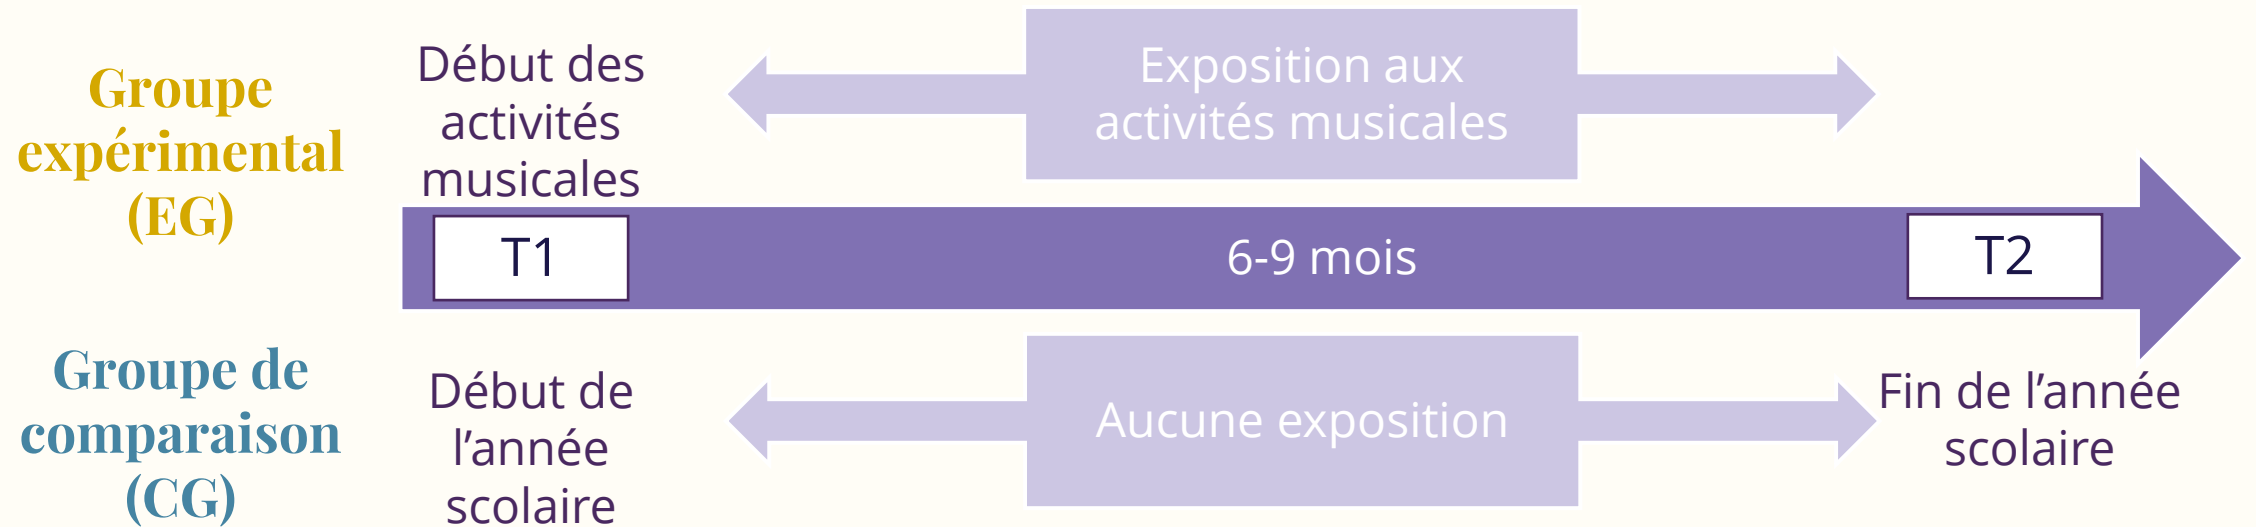 Groupe
expérimental
(EG)
Début des
activités
musicales
Exposition aux
activités musicales
T1
6-9 mois
T2
Groupe de
comparaison
(CG)
Début de
l’année
scolaire
Aucune exposition
Fin de l’année
scolaire